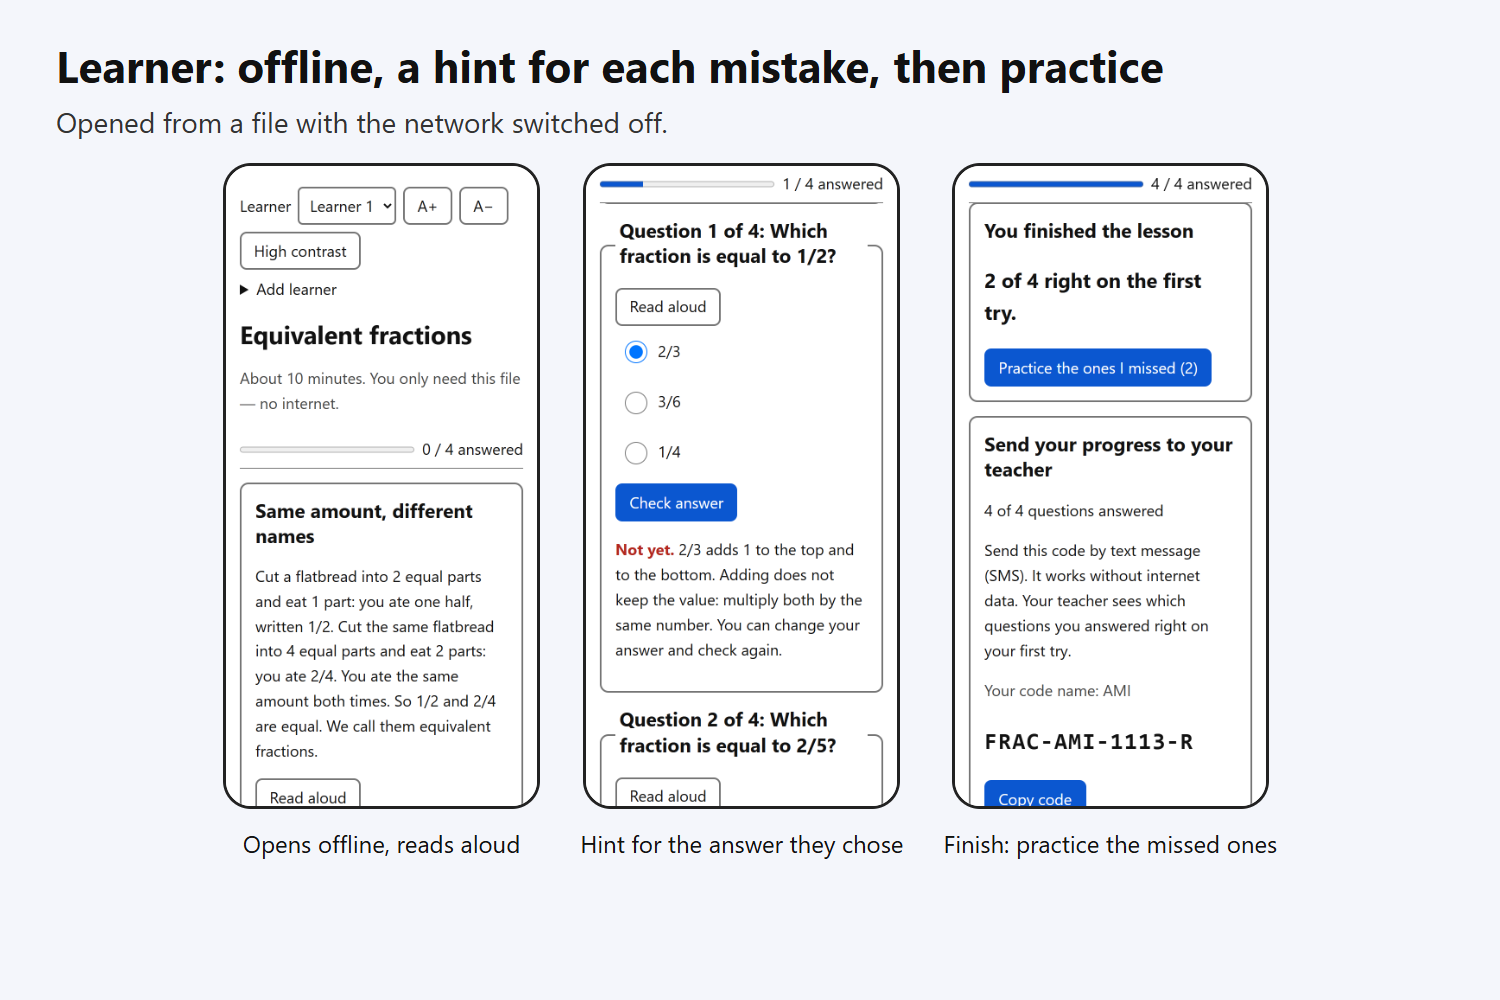 Learner: offline, a hint for each mistake, then practice
Opened from a file with the network switched off.
Learner
Learner 1
A+
A−
High contrast
Add learner
Equivalent fractions
About 10 minutes. You only need this file
— no internet.
0 / 4 answered
Same amount, different
names
Cut a flatbread into 2 equal parts
and eat 1 part: you ate one half,
written 1/2. Cut the same flatbread
into 4 equal parts and eat 2 parts:
you ate 2/4. You ate the same
amount both times. So 1/2 and 2/4
are equal. We call them equivalent
fractions.
Read aloud
Opens offline, reads aloud
1 / 4 answered
Question 1 of 4: Which
fraction is equal to 1/2?
Read aloud
2/3
3/6
1/4
Check answer
Not yet. 2/3 adds 1 to the top and
to the bottom. Adding does not
keep the value: multiply both by the
same number. You can change your
answer and check again.
Question 2 of 4: Which
fraction is equal to 2/5?
Read aloud
Hint for the answer they chose
4 / 4 answered
You finished the lesson
2 of 4 right on the first
try.
Practice the ones I missed (2)
Send your progress to your
teacher
4 of 4 questions answered
Send this code by text message
(SMS). It works without internet
data. Your teacher sees which
questions you answered right on
your first try.
Your code name: AMI
FRAC-AMI-1113-R
Copy code
Finish: practice the missed ones